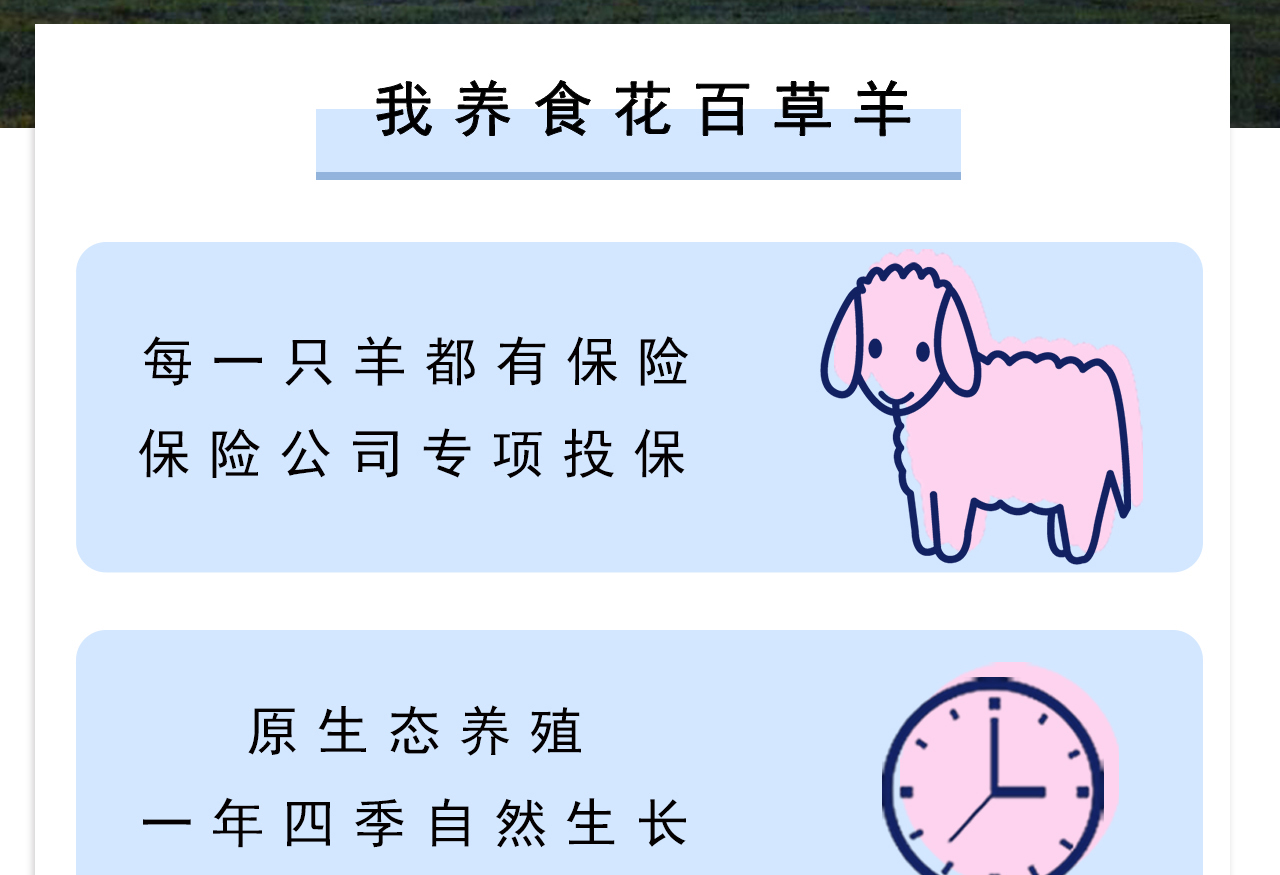 我养食花百草羊
每一只羊都有保险
保险公司专项投保
原生态养殖
一年四季自然生长